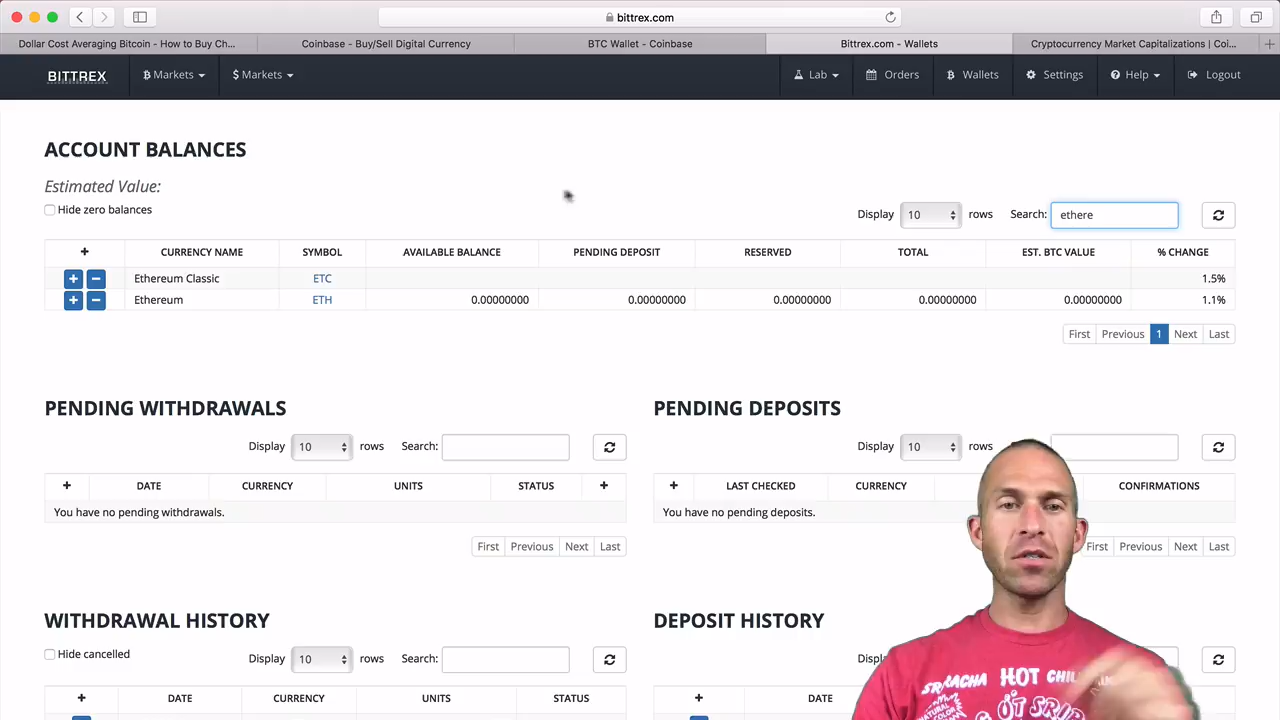 bittrex.com
Dollar Cost Averaging Bitcoin - How to Buy Ch...
Coinbase - Buy/Sell Digital Currency
BTC Wallet - Coinbase
Bittrex.com - Wallets
Cryptocurrency Market Capitalizations | Coi...
BITTREX
Markets
$ Markets
Lab
Orders
Wallets
Settings
Help
Logout
ACCOUNT BALANCES
Estimated Value:
Hide zero balances
Display 10 rows Search: ethere
+ CURRENCY NAME SYMBOL AVAILABLE BALANCE PENDING DEPOSIT RESERVED TOTAL EST. BTC VALUE % CHANGE
+ - Ethereum Classic ETC 1.5%
+ - Ethereum ETH 0.00000000 0.00000000 0.00000000 0.00000000 0.00000000 1.1%
First Previous 1 Next Last
PENDING WITHDRAWALS
Display 10 rows Search:
+ DATE CURRENCY UNITS STATUS +
You have no pending withdrawals.
First Previous Next Last
PENDING DEPOSITS
Display 10 rows
+ LAST CHECKED CURRENCY CONFIRMATIONS
You have no pending deposits.
First Previous Next Last
WITHDRAWAL HISTORY
Hide cancelled
Display 10 rows Search:
+ DATE CURRENCY UNITS STATUS
DEPOSIT HISTORY
+ DATE
SRIRACHA HOT CHILI